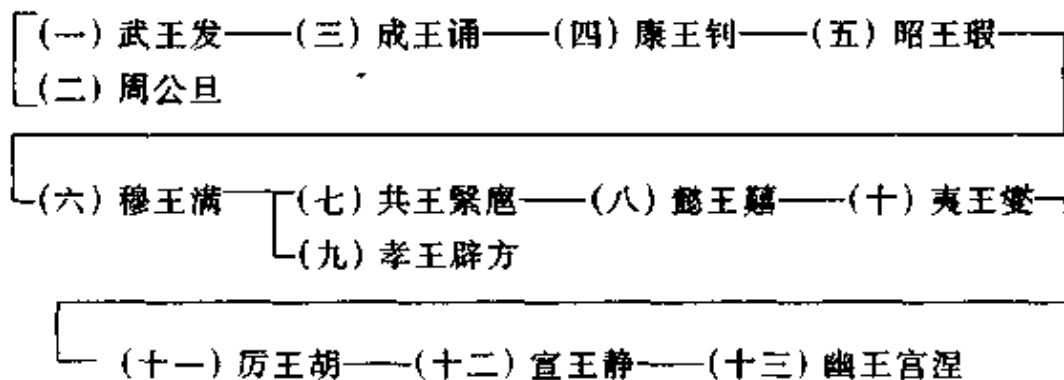 (一) 武王发——(三) 成王诵——(四) 康王钊——(五) 昭王瑕
(二) 周公旦
(六) 穆王满——(七) 共王繄扈——(八) 懿王囏——(十) 夷王燮
(九) 孝王辟方
(十一) 厉王胡——(十二) 宣王静——(十三) 幽王宫涅